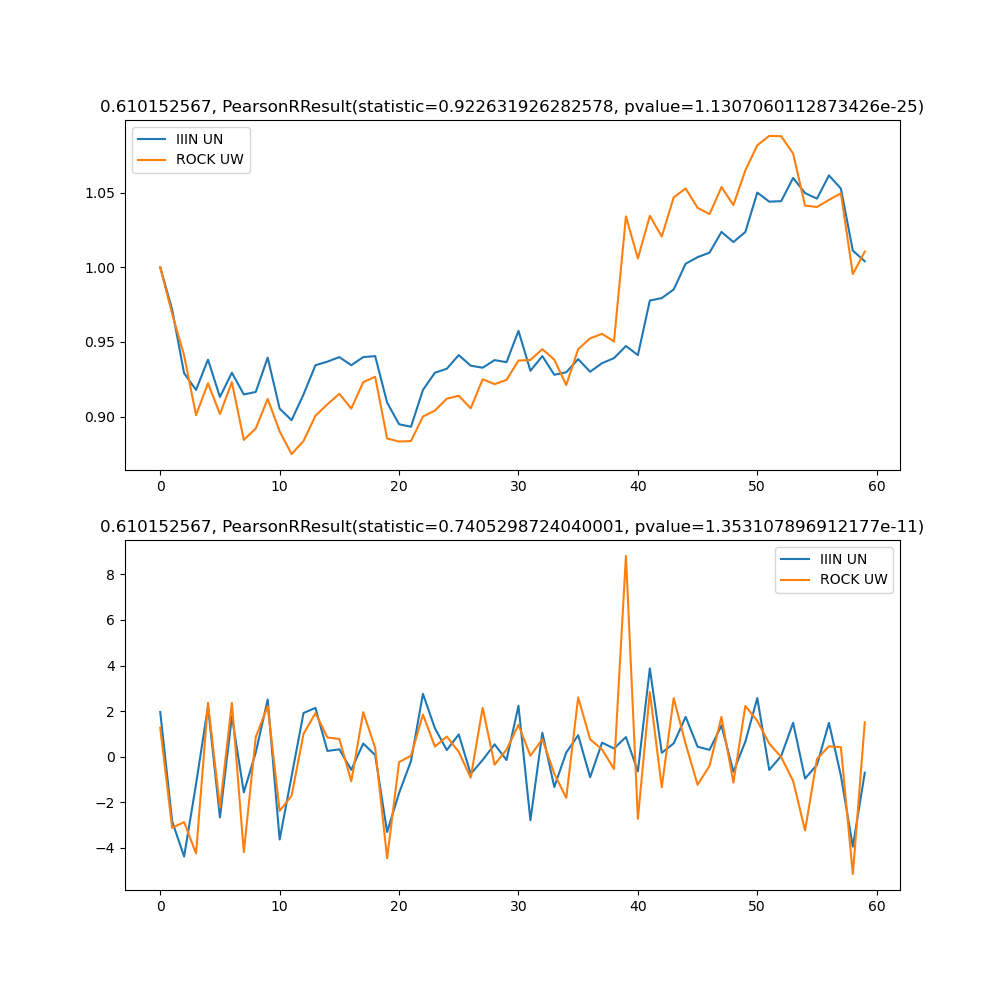 0.610152567, PearsonRResult(statistic=0.922631926282578, pvalue=1.1307060112873426e-25)
IIIN UN
ROCK UW
1.05
1.00
0.95
0.90
0 10 20 30 40 50 60
0.610152567, PearsonRResult(statistic=0.7405298724040001, pvalue=1.353107896912177e-11)
IIIN UN
ROCK UW
8
6
4
2
0
−2
−4
0 10 20 30 40 50 60